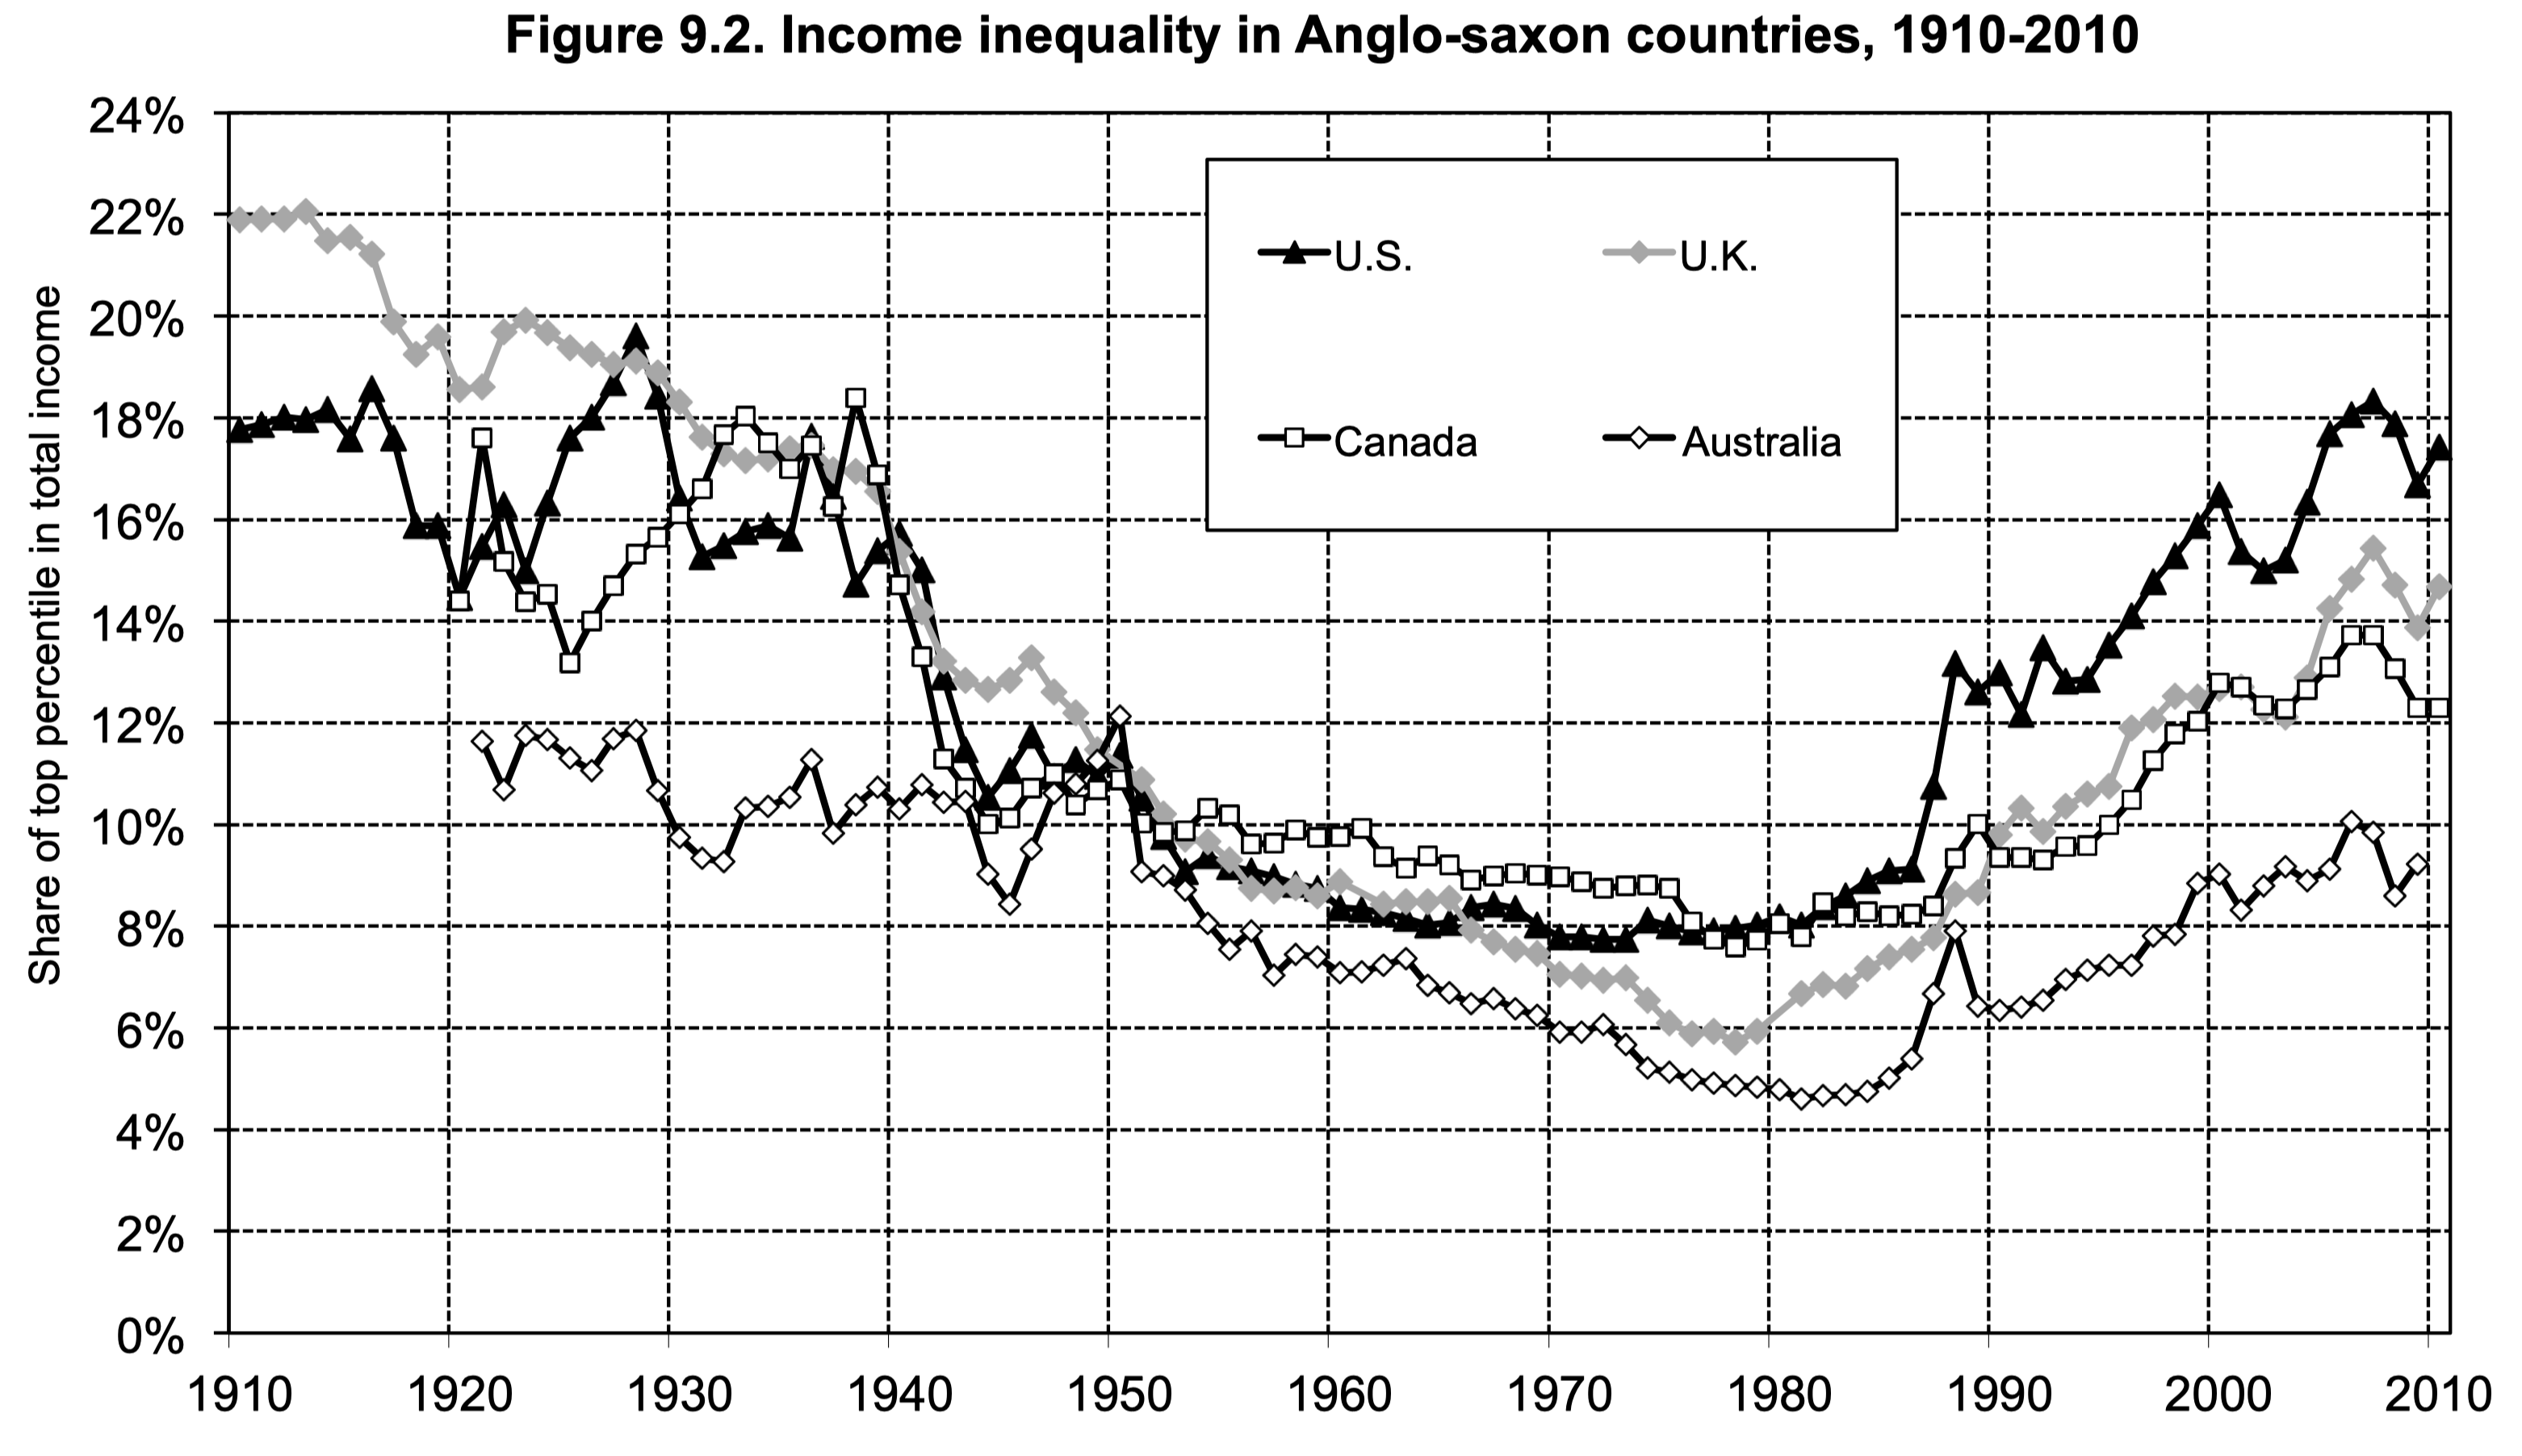 Figure 9.2. Income inequality in Anglo-saxon countries, 1910-2010
Share of top percentile in total income
24%
22%
20%
18%
16%
14%
12%
10%
8%
6%
4%
2%
0%
U.S. U.K.
Canada Australia
1910 1920 1930 1940 1950 1960 1970 1980 1990 2000 2010